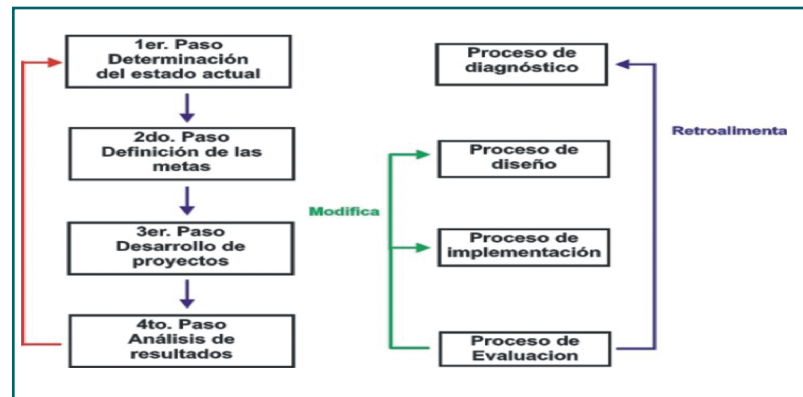 1er. Paso
Determinación
del estado actual
2do. Paso
Definición de las
metas
3er. Paso
Desarrollo de
proyectos
4to. Paso
Análisis de
resultados
Proceso de
diagnóstico
Retroalimenta
Proceso de
diseño
Modifica
Proceso de
implementación
Proceso de
Evaluacion